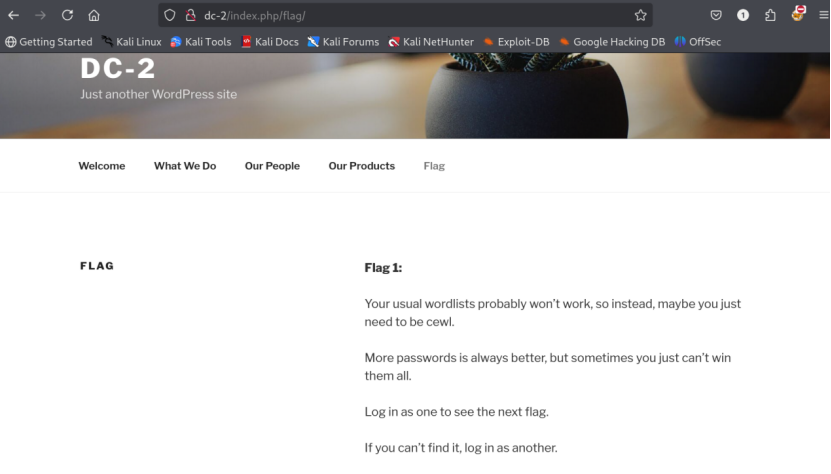 dc-2/index.php/flag/
1
Getting Started Kali Linux Kali Tools Kali Docs Kali Forums Kali NetHunter Exploit-DB Google Hacking DB OffSec
DC-2
Just another WordPress site
Welcome What We Do Our People Our Products Flag
FLAG
Flag 1:
Your usual wordlists probably won’t work, so instead, maybe you just
need to be cewl.
More passwords is always better, but sometimes you just can’t win
them all.
Log in as one to see the next flag.
If you can’t find it, log in as another.